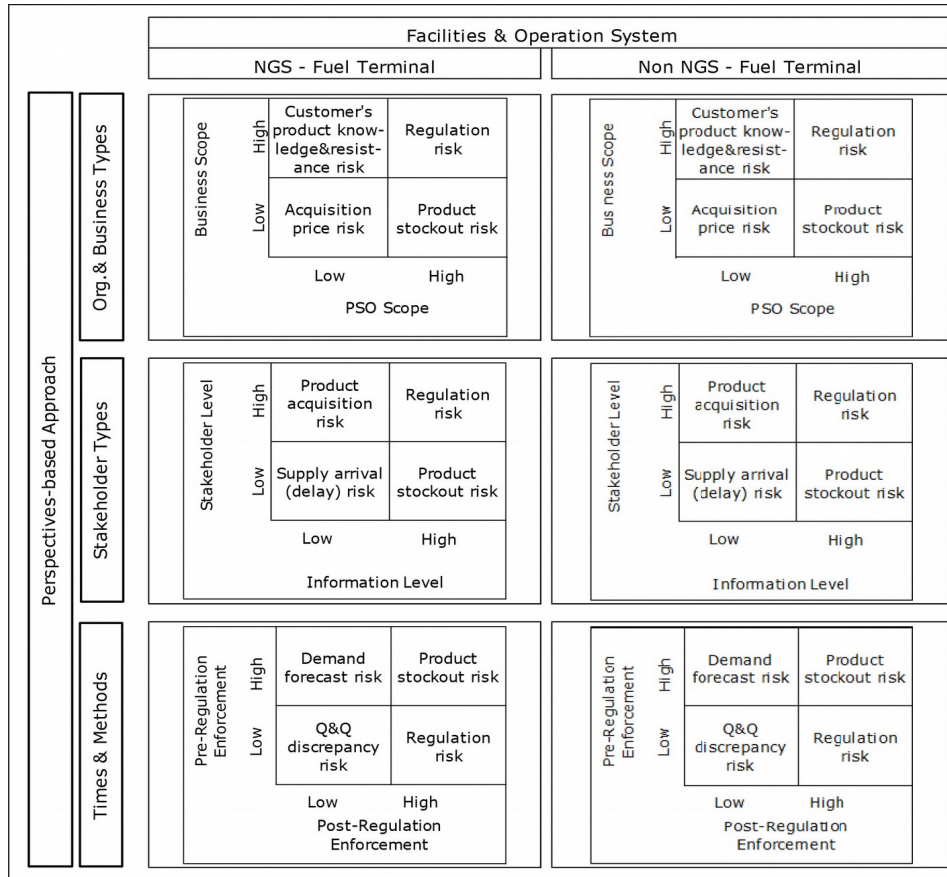 Facilities & Operation System
NGS - Fuel Terminal
Non NGS - Fuel Terminal
Perspectives-based Approach
Org.& Business Types
Business Scope
High
Low
Customer's
product know-
ledge&resist-
ance risk
Regulation
risk
Acquisition
price risk
Product
stockout risk
Low
High
PSO Scope
Bus ness Scope
High
Low
Customer's
product know-
ledge&resist-
ance risk
Regulation
risk
Acquisition
price risk
Product
stockout risk
Low
High
PSO Scope
Stakeholder Types
Stakeholder Level
High
Low
Product
acquisition
risk
Regulation
risk
Supply arrival
(delay) risk
Product
stockout risk
Low
High
Information Level
Stakeholder Level
High
Low
Product
acquisition
risk
Regulation
risk
Supply arrival
(delay) risk
Product
stockout risk
Low
High
Information Level
Times & Methods
Pre-Regulation
Enforcement
High
Low
Demand
forecast risk
Product
stockout risk
Q&Q
discrepancy
risk
Regulation
risk
Low
High
Post-Regulation
Enforcement
Pre-Regulation
Enforcement
High
Low
Demand
forecast risk
Product
stockout risk
Q&Q
discrepancy
risk
Regulation
risk
Low
High
Post-Regulation
Enforcement